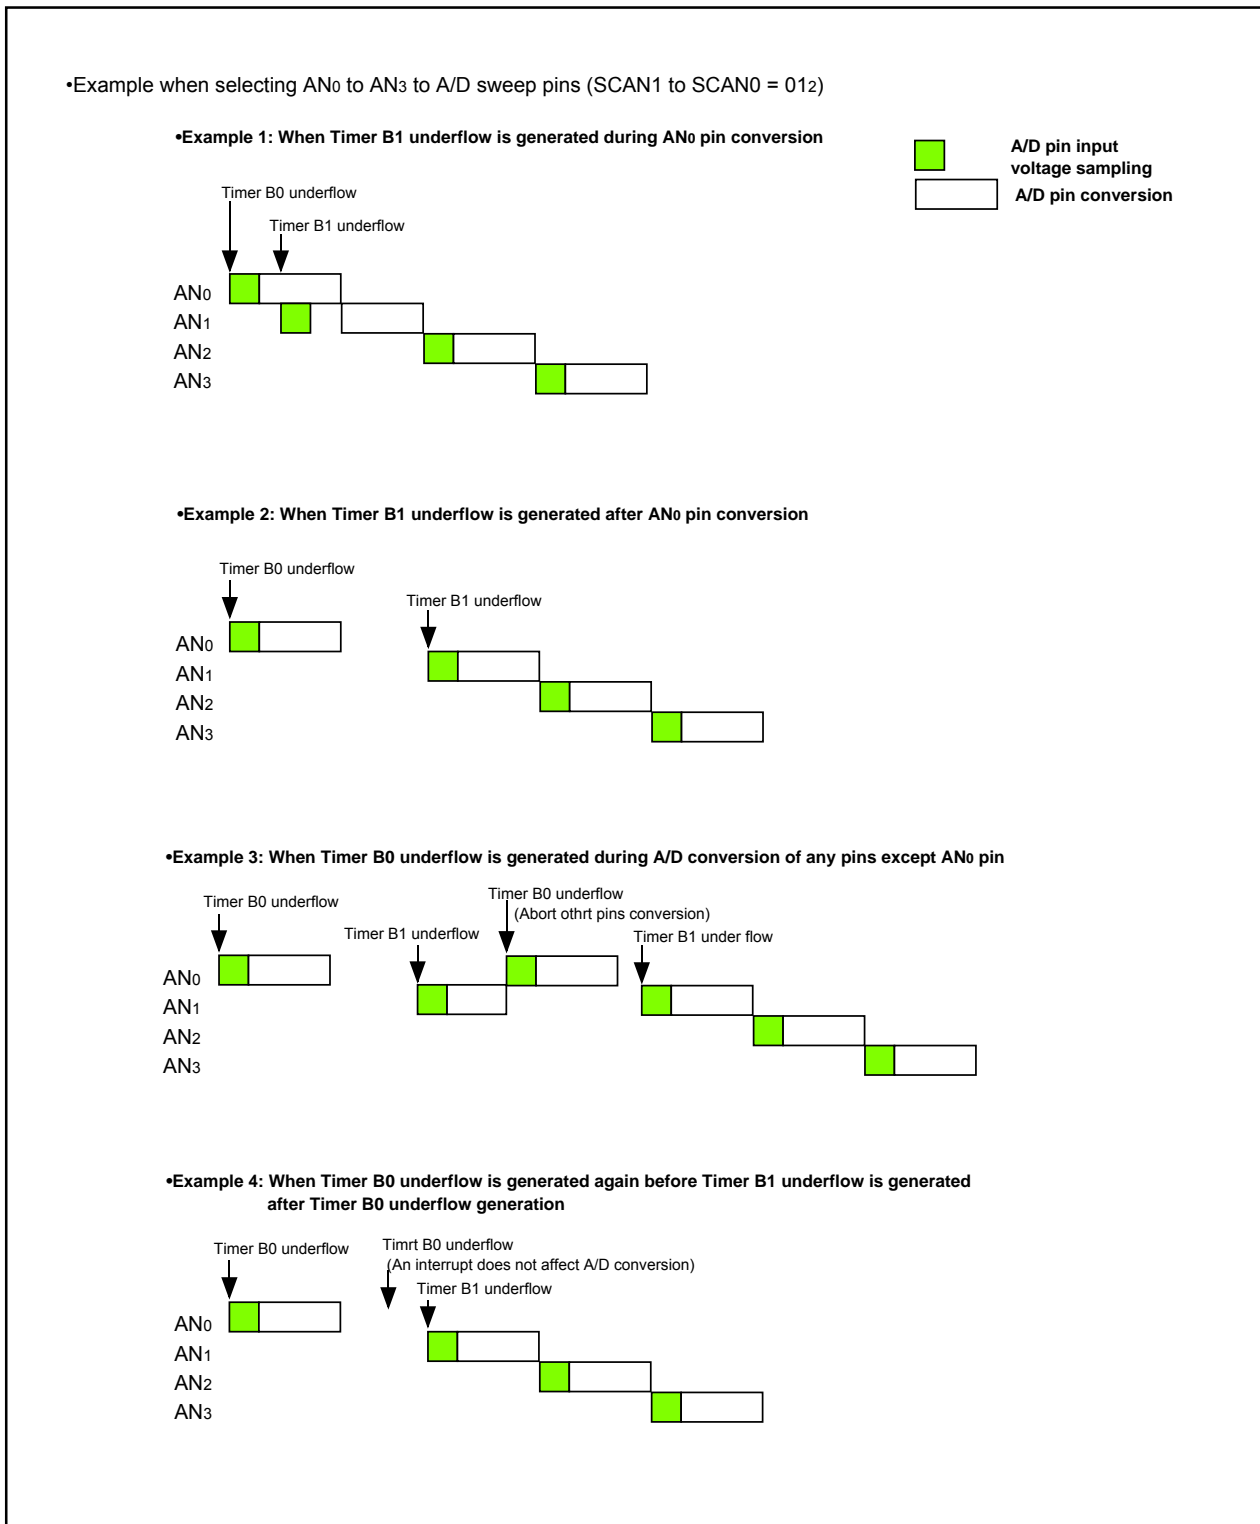 •Example when selecting AN0 to AN3 to A/D sweep pins (SCAN1 to SCAN0 = 012)
•Example 1: When Timer B1 underflow is generated during AN0 pin conversion
A/D pin input
voltage sampling
A/D pin conversion
Timer B0 underflow
Timer B1 underflow
AN0
AN1
AN2
AN3
•Example 2: When Timer B1 underflow is generated after AN0 pin conversion
Timer B0 underflow
Timer B1 underflow
AN0
AN1
AN2
AN3
•Example 3: When Timer B0 underflow is generated during A/D conversion of any pins except AN0 pin
Timer B0 underflow
Timer B0 underflow
(Abort othrt pins conversion)
Timer B1 underflow
Timer B1 under flow
AN0
AN1
AN2
AN3
•Example 4: When Timer B0 underflow is generated again before Timer B1 underflow is generated
after Timer B0 underflow generation
Timer B0 underflow
Timrt B0 underflow
(An interrupt does not affect A/D conversion)
Timer B1 underflow
AN0
AN1
AN2
AN3